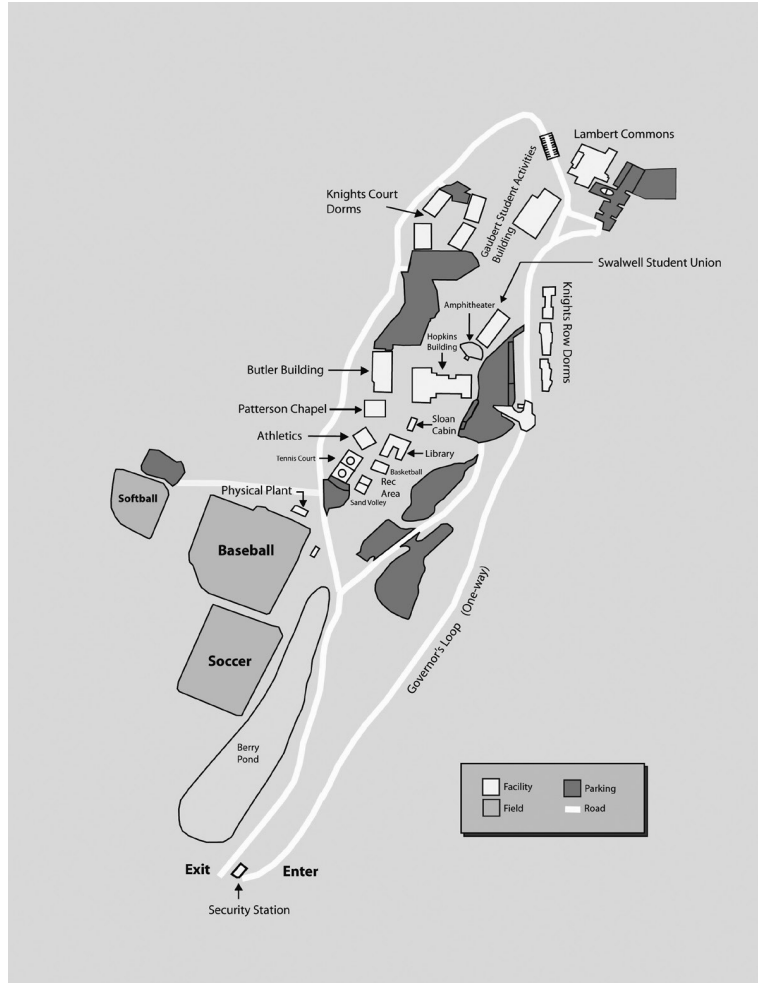 Lambert Commons
Knights Court
Dorms
Gaubert Student Activities
Building
Swalwell Student Union
Amphitheater
Knights Row Dorms
Hopkins
Building
Butler Building
Patterson Chapel
Sloan
Cabin
Athletics
Library
Tennis Court
Basketball
Rec
Area
Sand Volley
Physical Plant
Softball
Baseball
Soccer
Governor's Loop (One-way)
Berry
Pond
Facility
Parking
Field
Road
Exit
Enter
Security Station